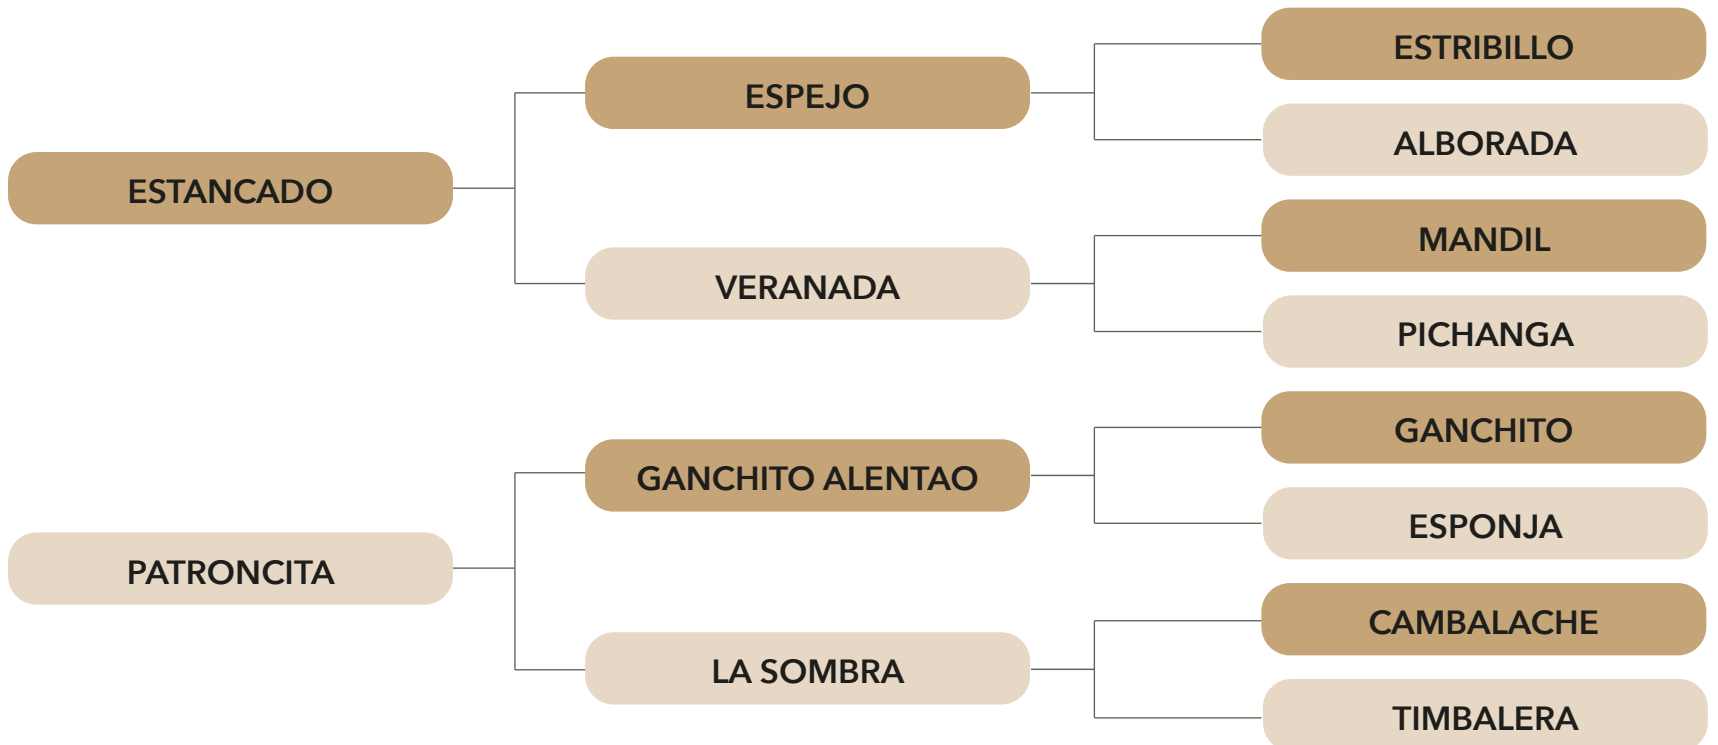 ESTANCADO
ESPEJO
VERANADA
ESTRIBILLO
ALBORADA
MANDIL
PICHANGA
PATRONCITA
GANCHITO ALENTAO
LA SOMBRA
GANCHITO
ESPONJA
CAMBALACHE
TIMBALERA